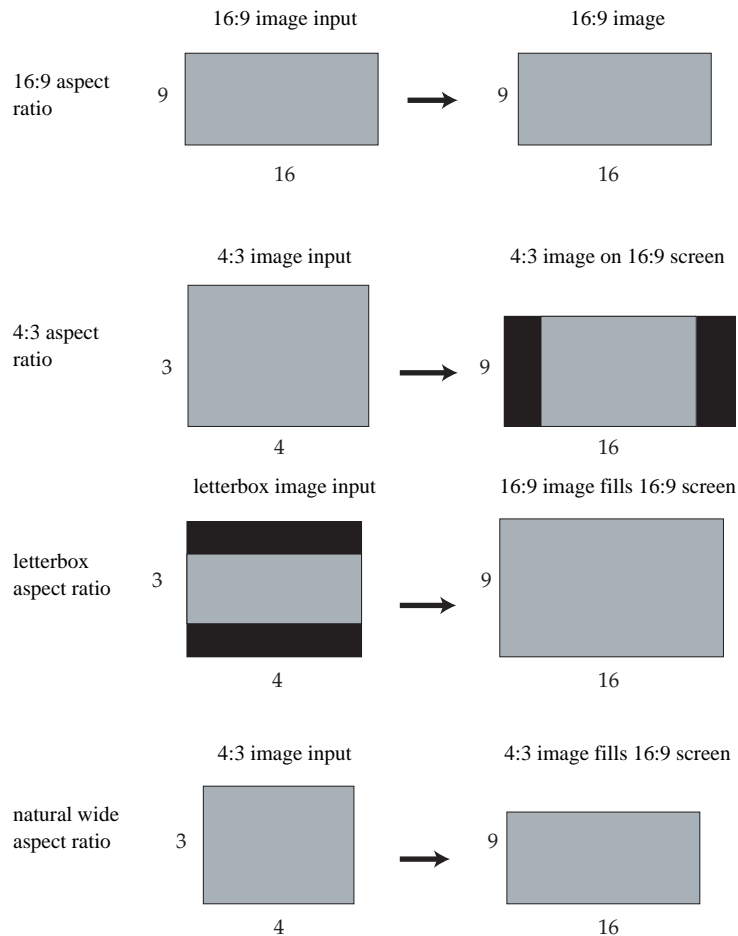 16:9 image input
16:9 image
16:9 aspect
ratio
9
9
16
16
4:3 image input
4:3 image on 16:9 screen
4:3 aspect
ratio
3
9
4
16
letterbox image input
16:9 image fills 16:9 screen
letterbox
aspect ratio
3
9
4
16
4:3 image input
4:3 image fills 16:9 screen
natural wide
aspect ratio
3
9
4
16